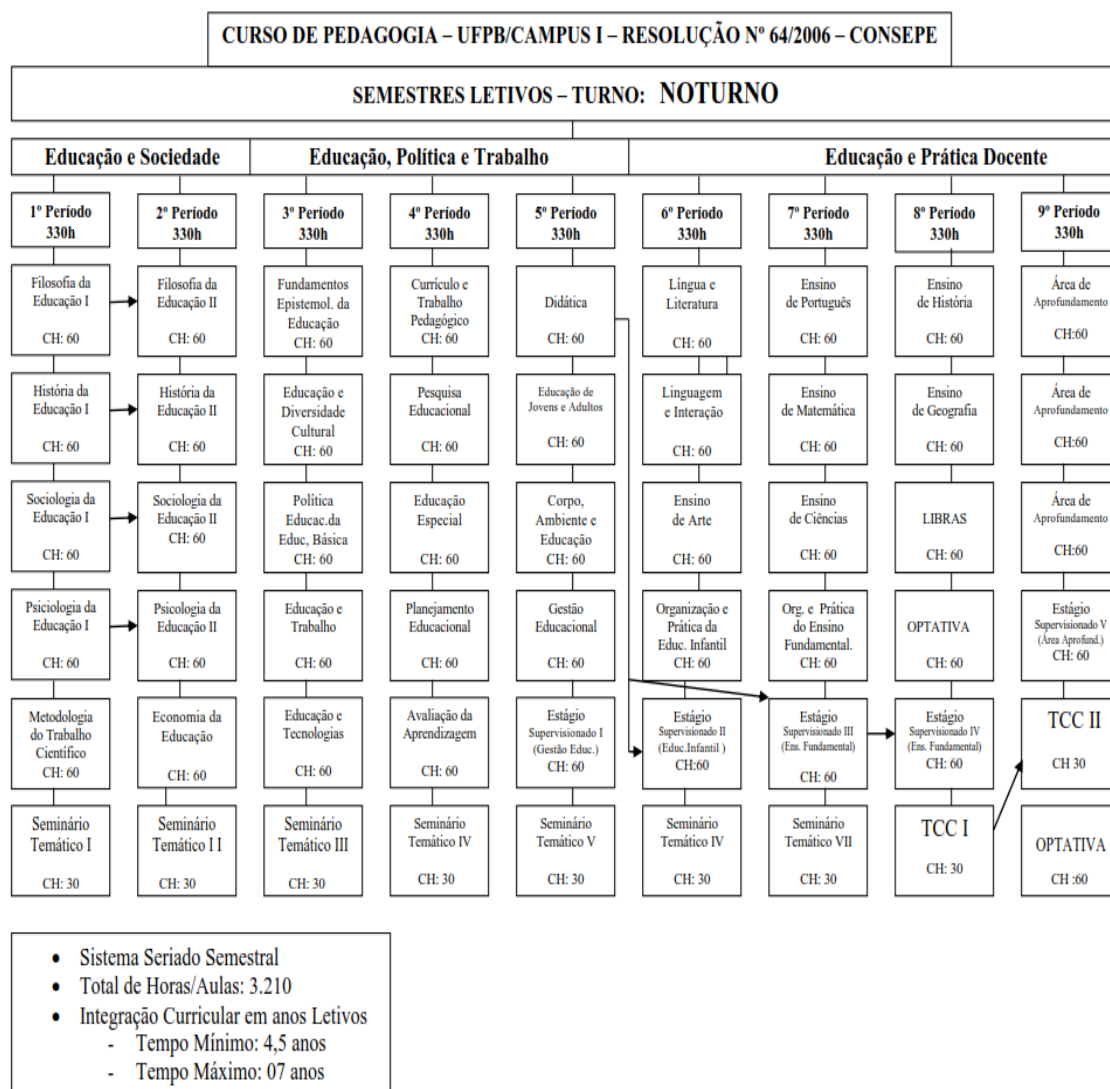 CURSO DE PEDAGOGIA – UFPB/CAMPUS I – RESOLUÇÃO Nº 64/2006 – CONSEPE
SEMESTRES LETIVOS – TURNO: NOTURNO
Educação e Sociedade
Educação, Política e Trabalho
Educação e Prática Docente
1º Período
330h
2º Período
330h
3º Período
330h
4º Período
330h
5º Período
330h
6º Período
330h
7º Período
330h
8º Período
330h
9º Período
330h
Filosofia da
Educação I
CH: 60
Filosofia da
Educação II
CH: 60
Fundamentos
Epistemol. da
Educação
CH: 60
Currículo e
Trabalho
Pedagógico
CH: 60
Didática
CH: 60
Língua e
Literatura
CH: 60
Ensino
de Português
CH: 60
Ensino
de História
CH: 60
Área de
Aprofundamento
CH:60
História da
Educação I
CH: 60
História da
Educação II
CH: 60
Educação e
Diversidade
Cultural
CH: 60
Pesquisa
Educacional
CH: 60
Educação de
Jovens e Adultos
CH: 60
Linguagem
e Interação
CH: 60
Ensino
de Matemática
CH: 60
Ensino
de Geografia
CH: 60
Área de
Aprofundamento
CH:60
Sociologia da
Educação I
CH: 60
Sociologia da
Educação II
CH: 60
Política
Educac.da
Educ, Básica
CH: 60
Educação
Especial
CH: 60
Corpo,
Ambiente e
Educação
CH: 60
Ensino
de Arte
CH: 60
Ensino
de Ciências
CH: 60
LIBRAS
CH: 60
Área de
Aprofundamento
CH:60
Psiciologia da
Educação I
CH: 60
Psicologia da
Educação II
CH: 60
Educação e
Trabalho
CH: 60
Planejamento
Educacional
CH: 60
Gestão
Educacional
CH: 60
Organização e
Prática da
Educ. Infantil
CH: 60
Org. e Prática
do Ensino
Fundamental.
CH: 60
OPTATIVA
CH: 60
Estágio
Supervisionado V
(Área Aprofund.)
CH: 60
Metodologia
do Trabalho
Científico
CH: 60
Economia da
Educação
CH: 60
Educação e
Tecnologias
CH: 60
Avaliação da
Aprendizagem
CH: 60
Estágio
Supervisionado I
(Gestão Educ.)
CH: 60
Estágio
Supervisionado II
(Educ.Infantil )
CH:60
Estágio
Supervisionado III
(Ens. Fundamental)
CH: 60
Estágio
Supervisionado IV
(Ens. Fundamental)
CH: 60
TCC II
CH 30
Seminário
Temático I
CH: 30
Seminário
Temático I I
CH: 30
Seminário
Temático III
CH: 30
Seminário
Temático IV
CH: 30
Seminário
Temático V
CH: 30
Seminário
Temático IV
CH: 30
Seminário
Temático VII
CH: 30
TCC I
CH: 30
OPTATIVA
CH :60
• Sistema Seriado Semestral
• Total de Horas/Aulas: 3.210
• Integração Curricular em anos Letivos
- Tempo Mínimo: 4,5 anos
- Tempo Máximo: 07 anos